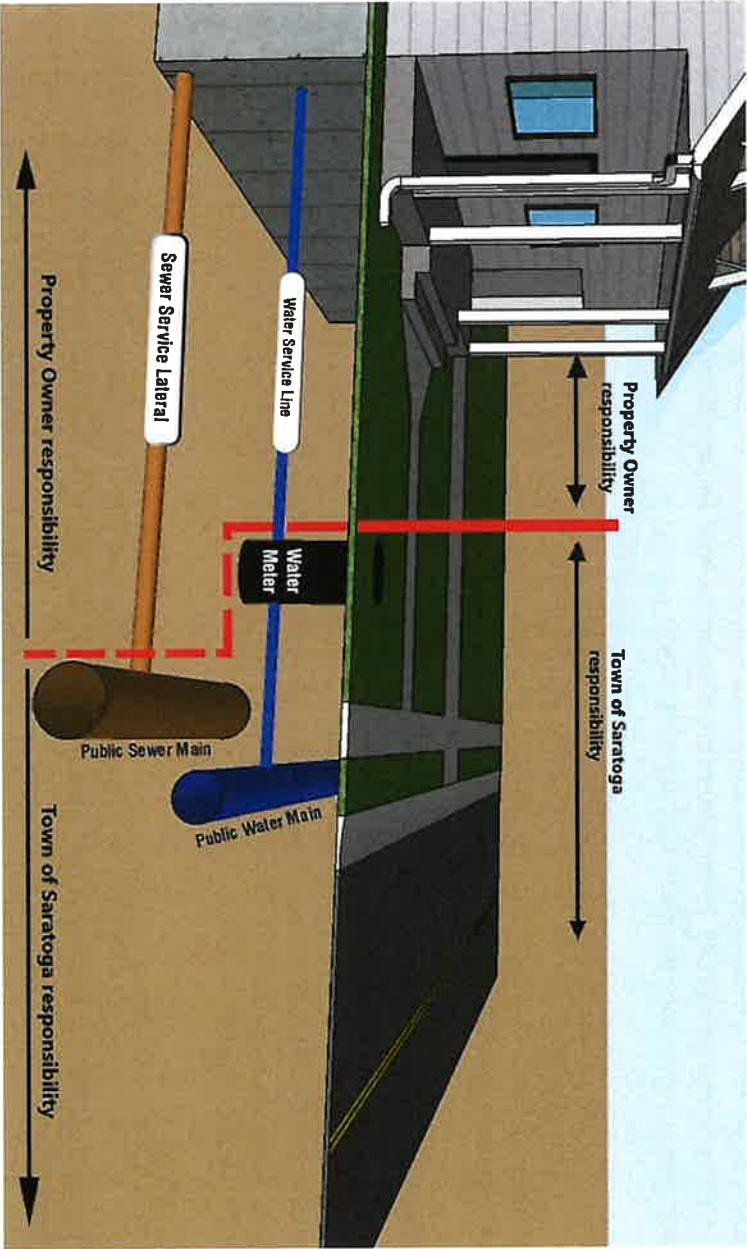 Property Owner
responsibility
Town of Saratoga
responsibility
Water Service Line
Water
Meter
Sewer Service Lateral
Public Sewer Main
Public Water Main
Property Owner responsibility
Town of Saratoga responsibility